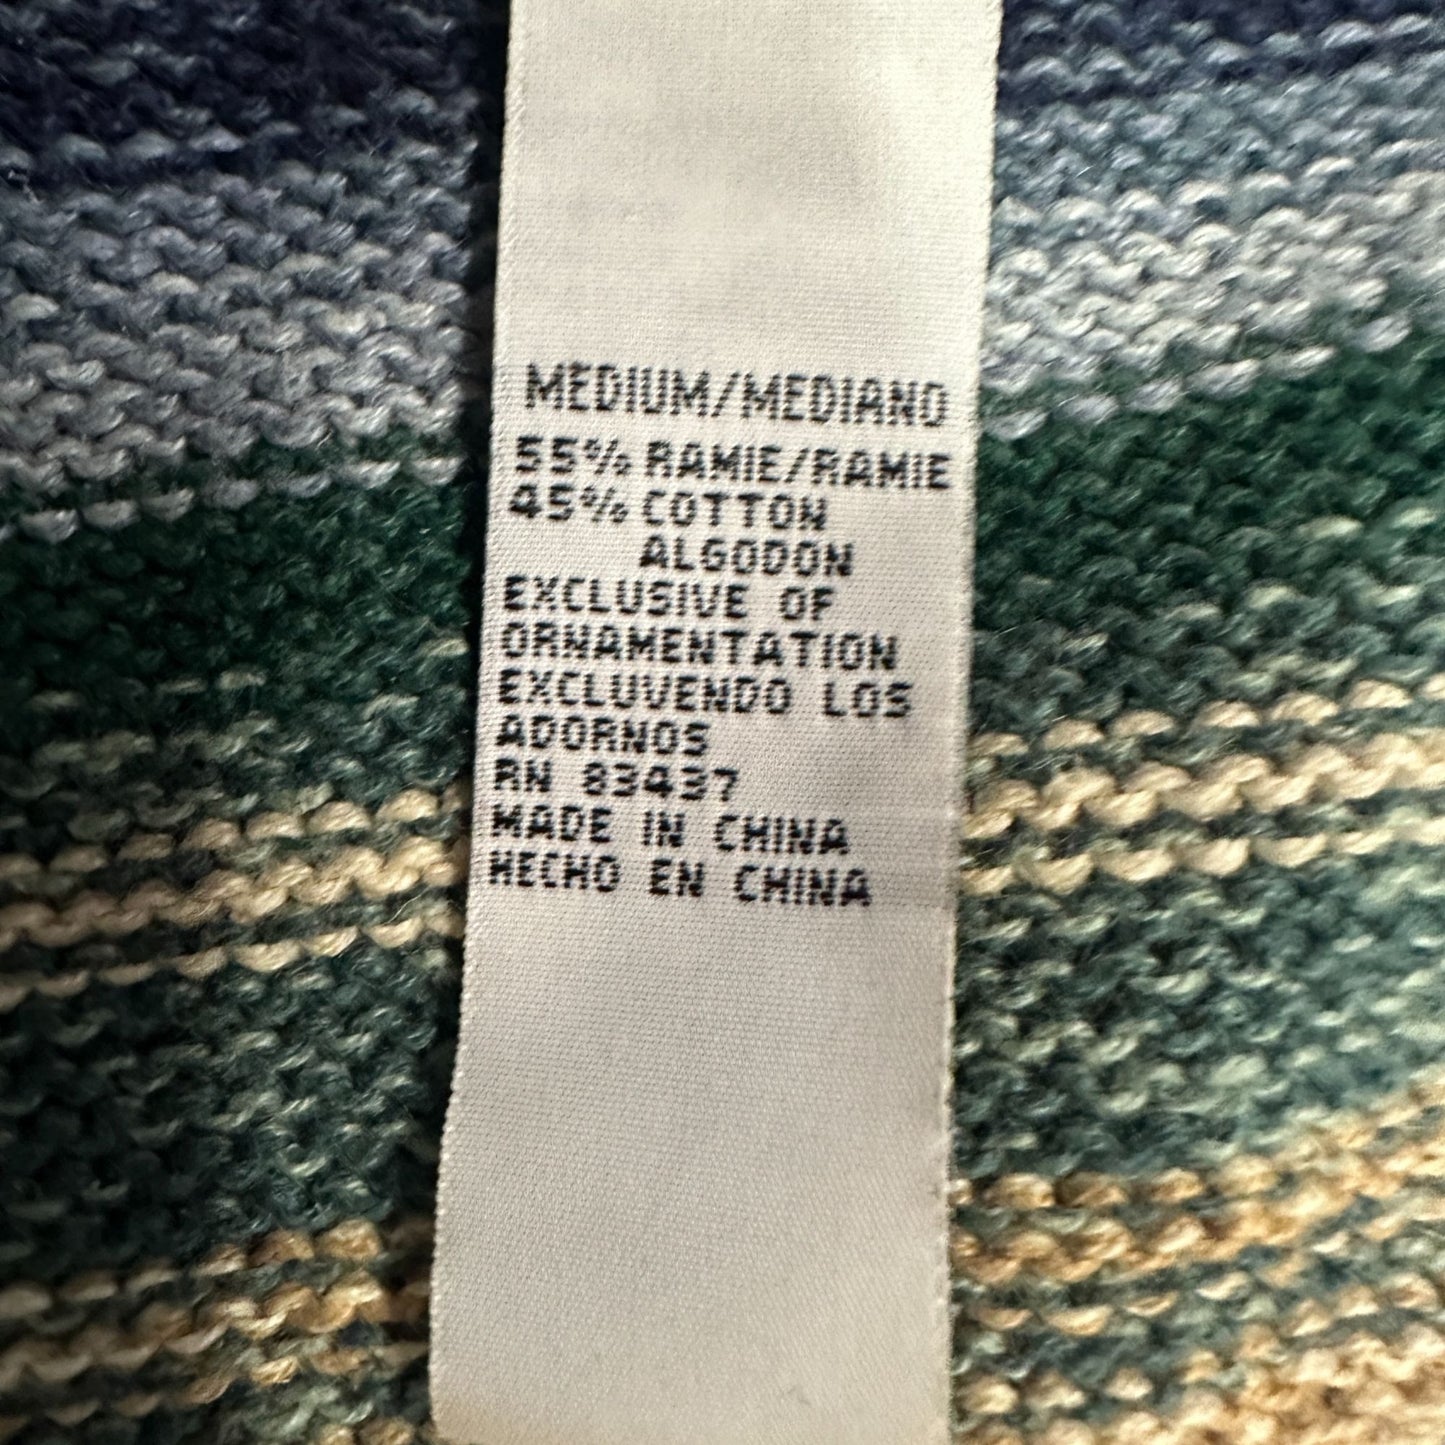 MEDIUM/MEDIANO
55% RAMIE/RAMIE
45% COTTON
ALGODON
EXCLUSIVE OF
ORNAMENTATION
EXCLUVENDO LOS
ADORNOS
RN 83437
MADE IN CHINA
HECHO EN CHINA